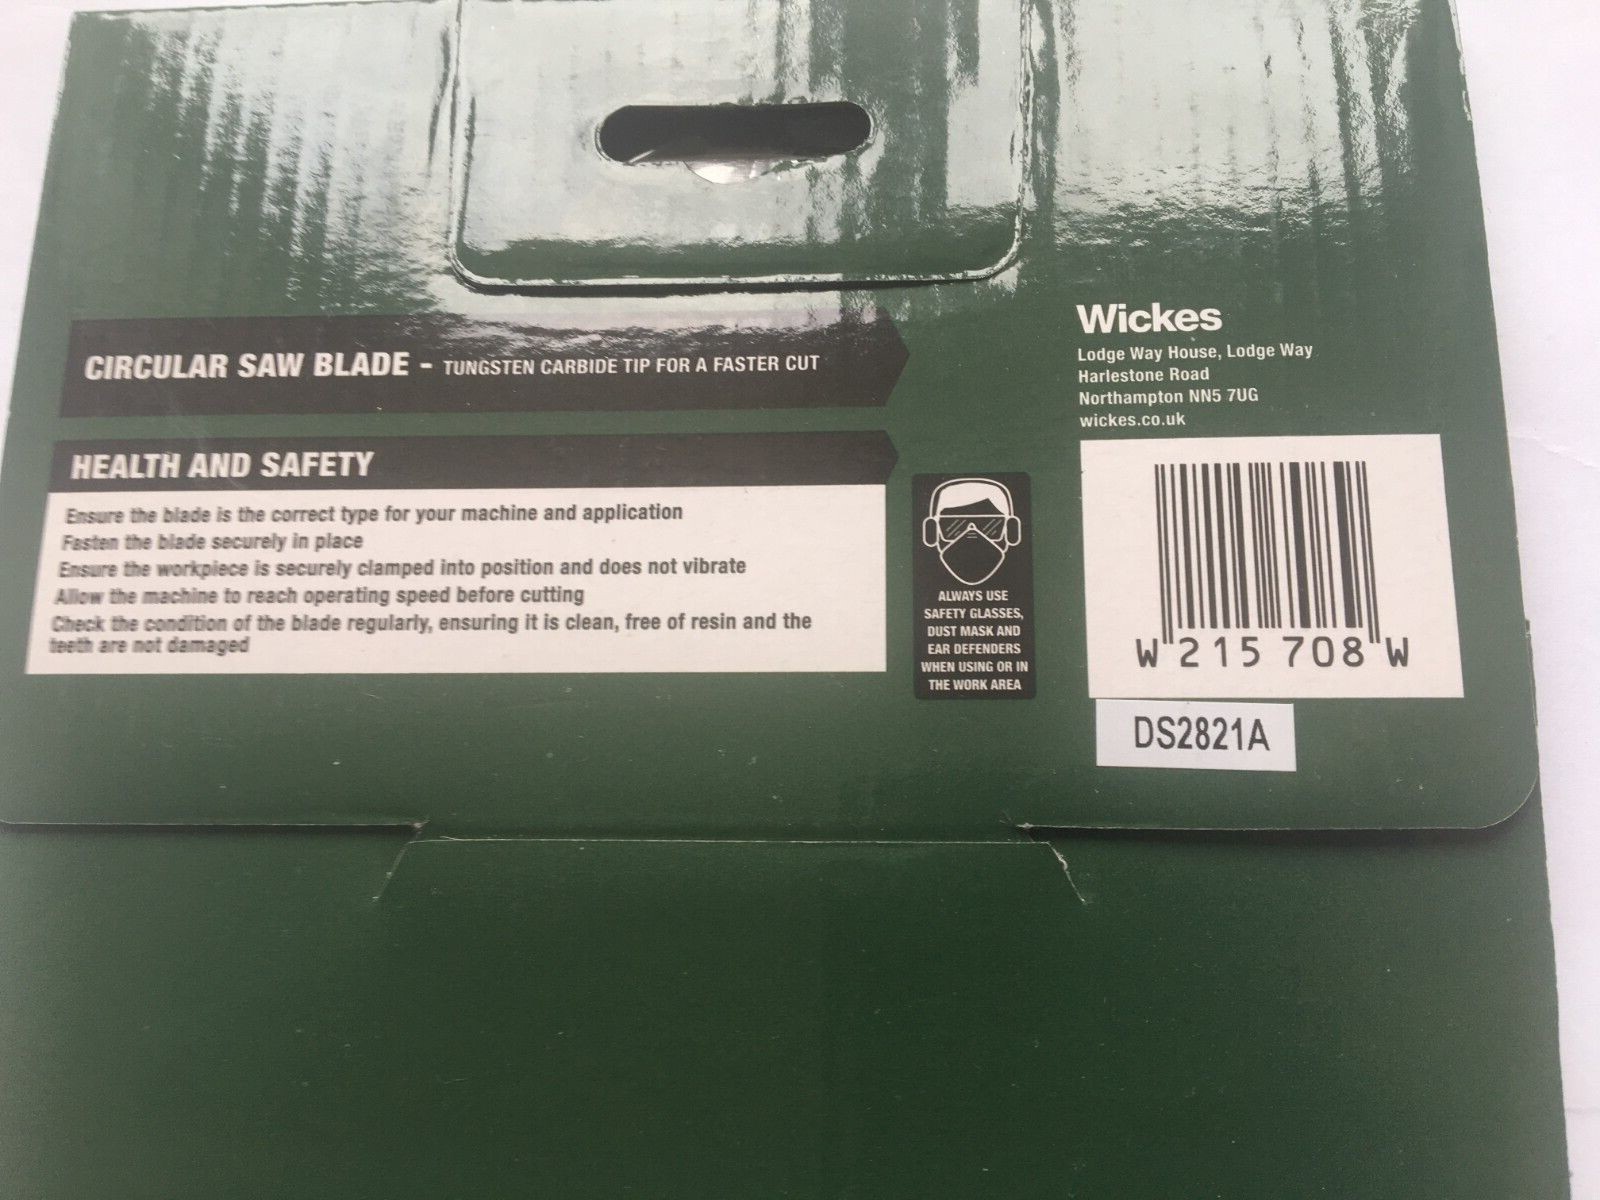 CIRCULAR SAW BLADE - TUNGSTEN CARBIDE TIP FOR A FASTER CUT
HEALTH AND SAFETY
Ensure the blade is the correct type for your machine and application
Fasten the blade securely in place
Ensure the workpiece is securely clamped into position and does not vibrate
Allow the machine to reach operating speed before cutting
Check the condition of the blade regularly, ensuring it is clean, free of resin and the
teeth are not damaged
ALWAYS USE
SAFETY GLASSES,
DUST MASK AND
EAR DEFENDERS
WHEN USING OR IN
THE WORK AREA
Wickes
Lodge Way House, Lodge Way
Harlestone Road
Northampton NN5 7UG
wickes.co.uk
W"215 708"W
DS2821A